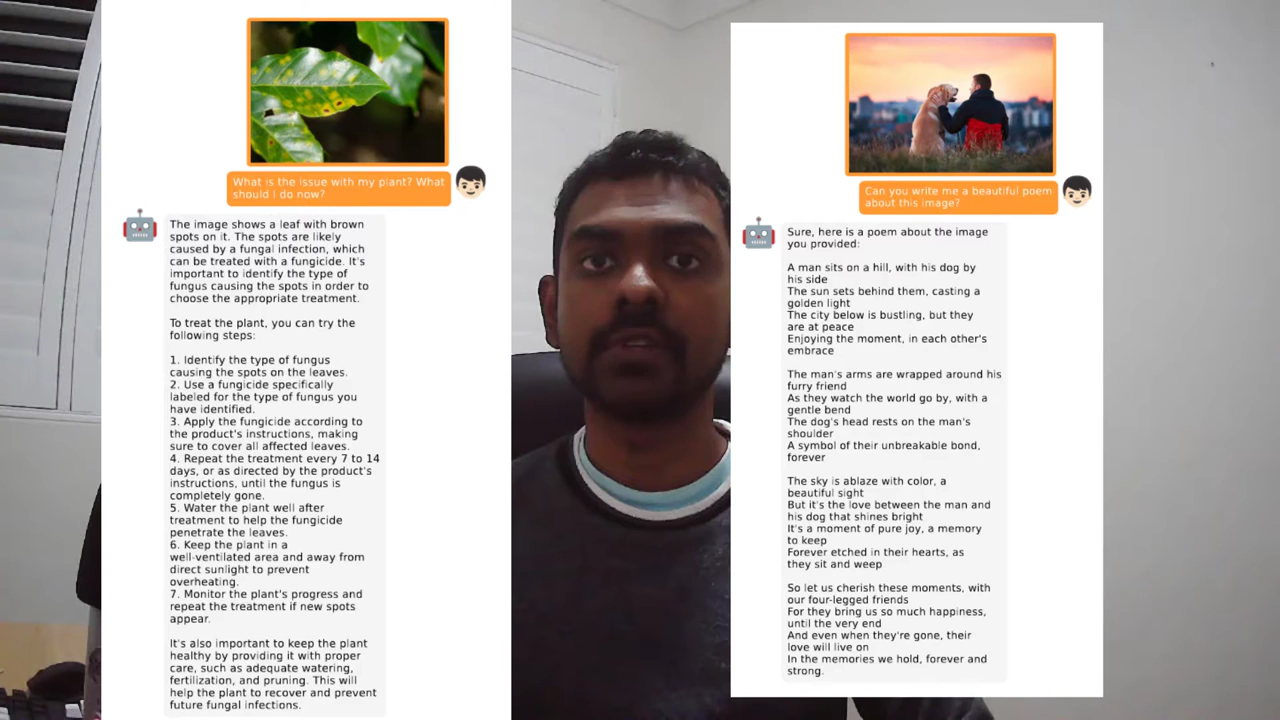 What is the issue with my plant? What
should I do now?
The image shows a leaf with brown
spots on it. The spots are likely
caused by a fungal infection, which
can be treated with a fungicide. It's
important to identify the type of
fungus causing the spots in order to
choose the appropriate treatment.
To treat the plant, you can try the
following steps:
1. Identify the type of fungus
causing the spots on the leaves.
2. Use a fungicide specifically
labeled for the type of fungus you
have identified.
3. Apply the fungicide according to
the product's instructions, making
sure to cover all affected leaves.
4. Repeat the treatment every 7 to 14
days, or as directed by the product's
instructions, until the fungus is
completely gone.
5. Water the plant well after
treatment to help the fungicide
penetrate the leaves.
6. Keep the plant in a
well-ventilated area and away from
direct sunlight to prevent
overheating.
7. Monitor the plant's progress and
repeat the treatment if new spots
appear.
It's also important to keep the plant
healthy by providing it with proper
care, such as adequate watering,
fertilization, and pruning. This will
help the plant to recover and prevent
future fungal infections.
Can you write me a beautiful poem
about this image?
Sure, here is a poem about the image
you provided:
A man sits on a hill, with his dog by
his side
The sun sets behind them, casting a
golden light
The city below is bustling, but they
are at peace
Enjoying the moment, in each other's
embrace
The man's arms are wrapped around his
furry friend
As they watch the world go by, with a
gentle bend
The dog's head rests on the man's
shoulder
A symbol of their unbreakable bond,
forever
The sky is ablaze with color, a
beautiful sight
But it's the love between the man and
his dog that shines bright
It's a moment of pure joy, a memory
to keep
Forever etched in their hearts, as
they sit and weep
So let us cherish these moments, with
our four-legged friends
For they bring us so much happiness,
until the very end
And even when they're gone, their
love will live on
In the memories we hold, forever and
strong.